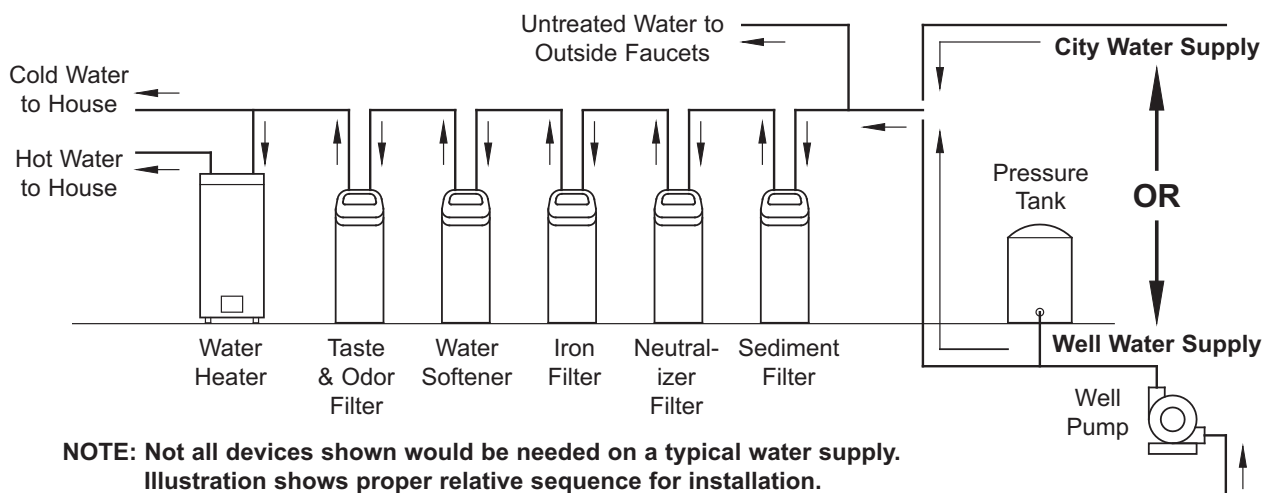 Untreated Water to
Outside Faucets
City Water Supply
Cold Water
to House
Hot Water
to House
Pressure
Tank
OR
Well Water Supply
Water
Heater
Taste
& Odor
Filter
Water
Softener
Iron
Filter
Neutral-
izer
Filter
Sediment
Filter
Well
Pump
NOTE: Not all devices shown would be needed on a typical water supply.
Illustration shows proper relative sequence for installation.